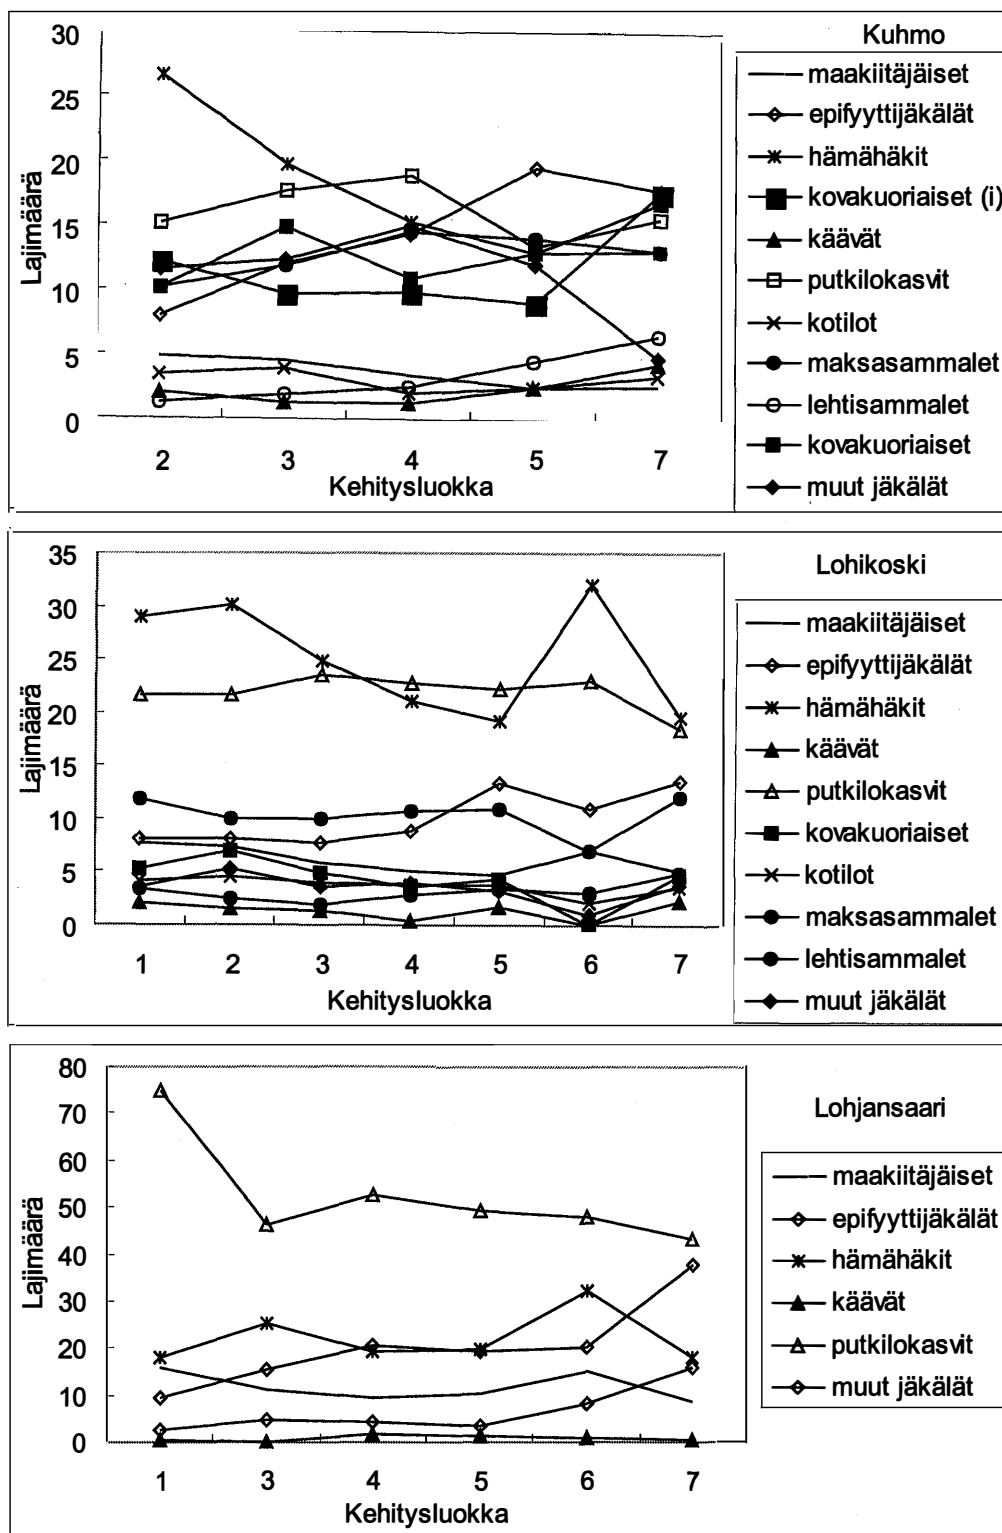 Kuhmo
30
25
20
15
10
5
0
Lajimäärä
2 3 4 5 7
Kehitysluokka
maakiitäjäiset
epifyyttijäkälät
hämähäkit
kovakuoriaiset (i)
käävät
putkilokasvit
kotilot
maksasammalet
lehtisammalet
kovakuoriaiset
muut jäkälät
Lohikoski
35
30
25
20
15
10
5
0
Lajimäärä
1 2 3 4 5 6 7
Kehitysluokka
maakiitäjäiset
epifyyttijäkälät
hämähäkit
käävät
putkilokasvit
kovakuoriaiset
kotilot
maksasammalet
lehtisammalet
muut jäkälät
Lohjansaari
80
70
60
50
40
30
20
10
0
Lajimäärä
1 3 4 5 6 7
Kehitysluokka
maakiitäjäiset
epifyyttijäkälät
hämähäkit
käävät
putkilokasvit
muut jäkälät